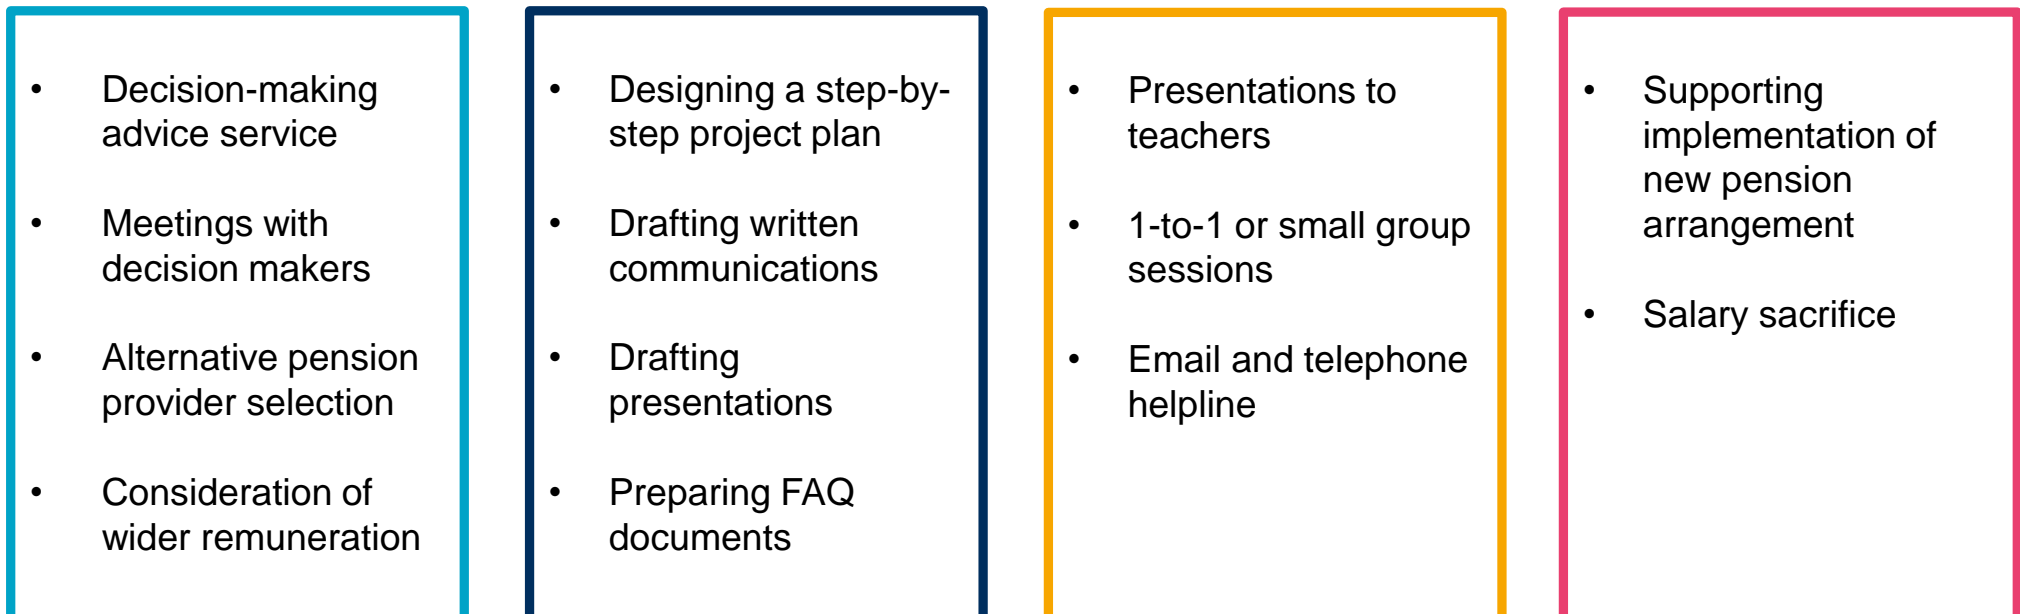 • Decision-making
advice service
• Meetings with
decision makers
• Alternative pension
provider selection
• Consideration of
wider remuneration
• Designing a step-by-
step project plan
• Drafting written
communications
• Drafting
presentations
• Preparing FAQ
documents
• Presentations to
teachers
• 1-to-1 or small group
sessions
• Email and telephone
helpline
• Supporting
implementation of
new pension
arrangement
• Salary sacrifice